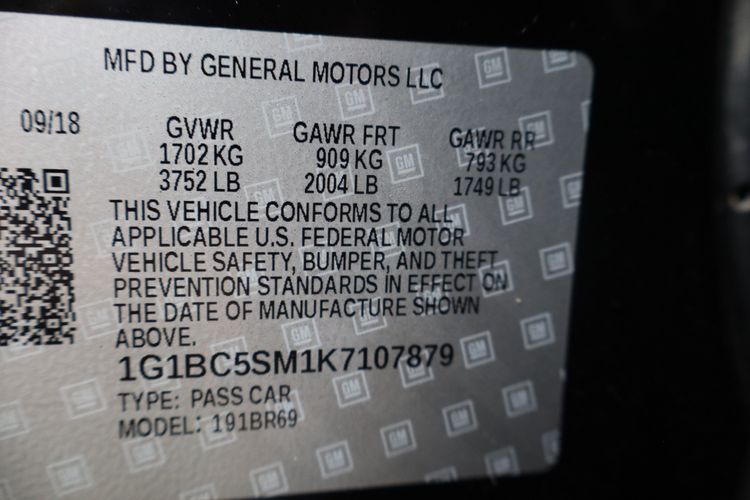 MFD BY GENERAL MOTORS LLC
09/18 GVWR GAWR FRT GAWR RR
1702 KG 909 KG 793 KG
3752 LB 2004 LB 1749 LB
THIS VEHICLE CONFORMS TO ALL
APPLICABLE U.S. FEDERAL MOTOR
VEHICLE SAFETY, BUMPER, AND THEFT
PREVENTION STANDARDS IN EFFECT ON
THE DATE OF MANUFACTURE SHOWN
ABOVE.
1G1BC5SM1K7107879
TYPE: PASS CAR
MODEL: 191BR69